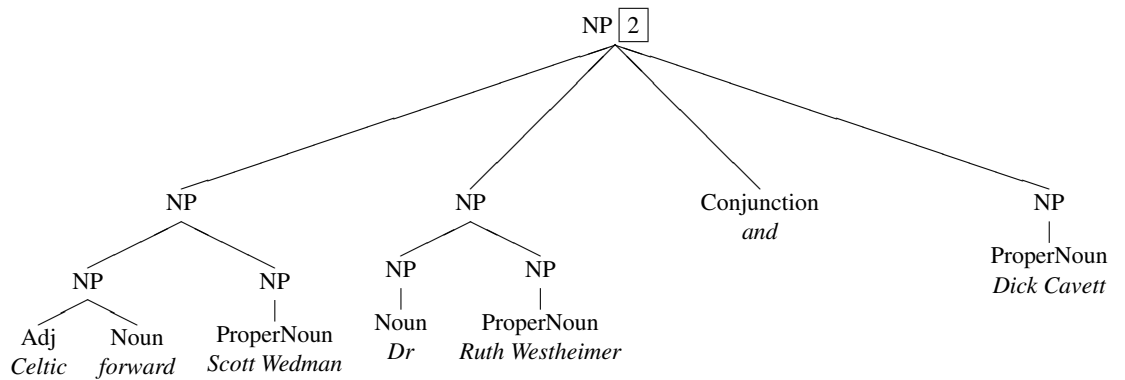 NP 2
NP NP Conjunction NP
and
NP NP NP NP ProperNoun
Dick Cavett
Adj Noun ProperNoun Noun ProperNoun
Celtic forward Scott Wedman Dr Ruth Westheimer